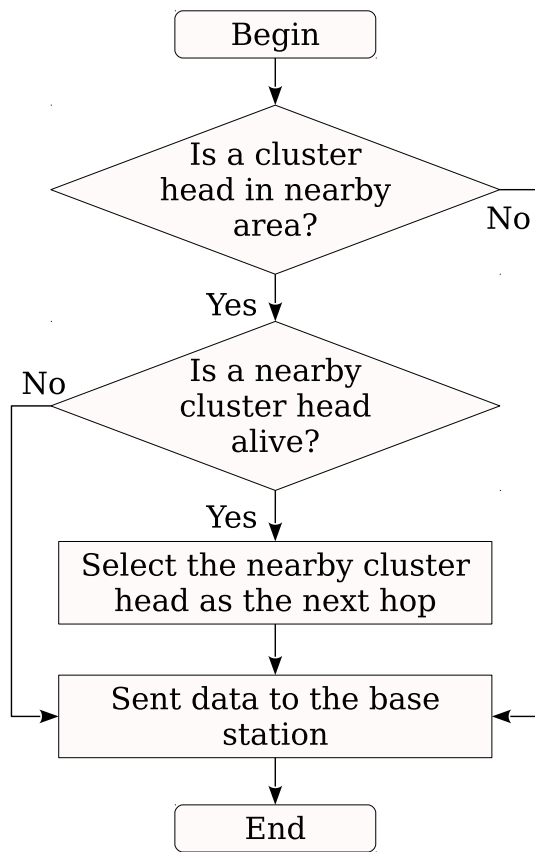 Begin
Is a cluster
head in nearby
area?
No
Yes
Is a nearby
cluster head
alive?
No
Yes
Select the nearby cluster
head as the next hop
Sent data to the base
station
End